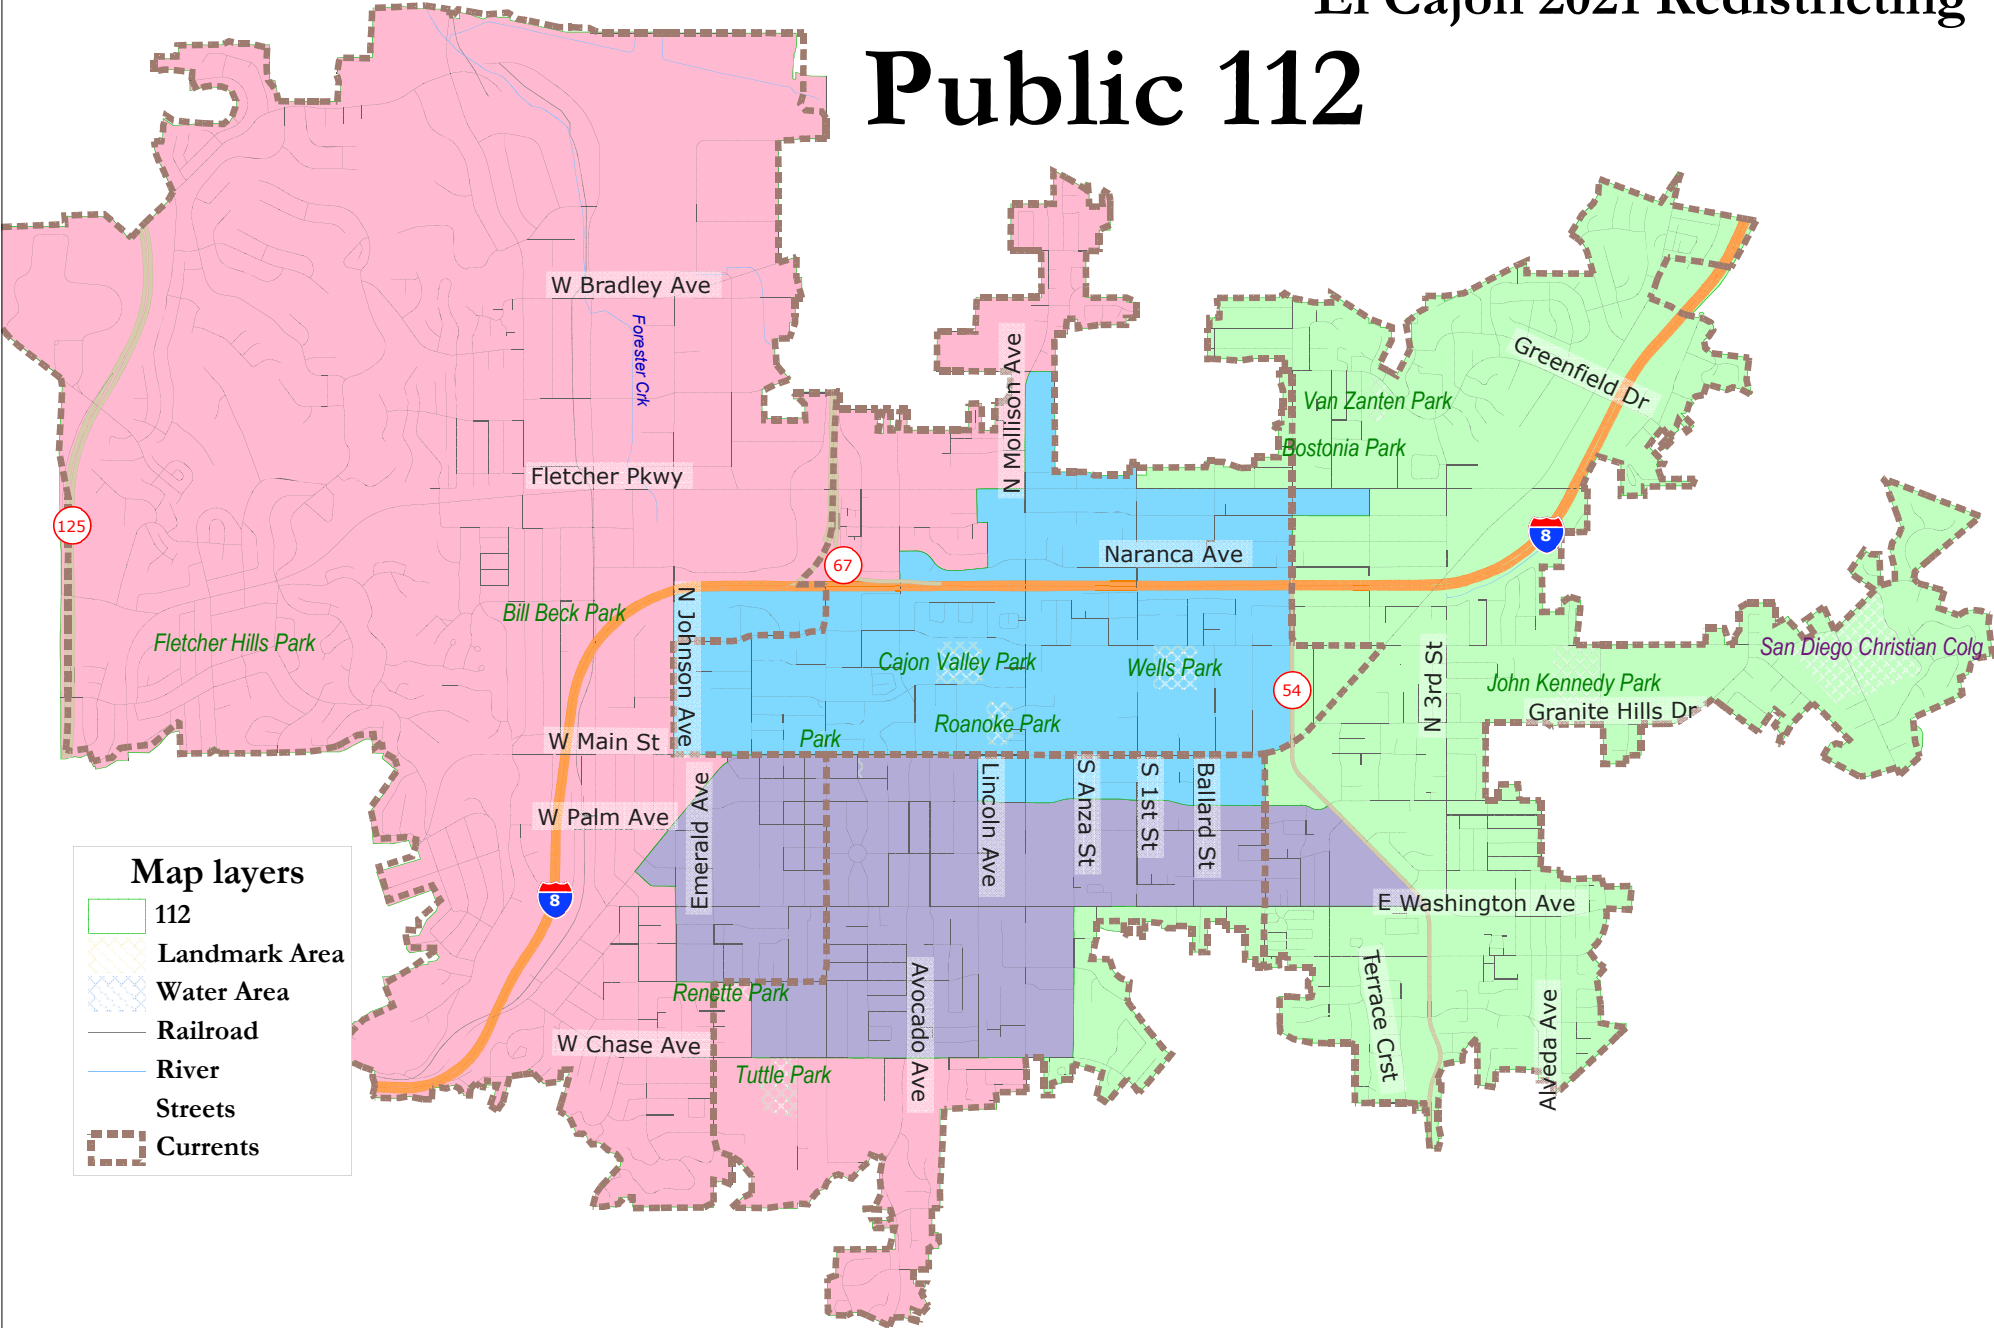 El Cajon 2021 Redistricting
Public 112
W Bradley Ave
Forester Crk
N Mollison Ave
Greenfield Dr
Van Zanten Park
Bostonia Park
Fletcher Pkwy
125
67
8
Naranca Ave
N Johnson Ave
Bill Beck Park
Fletcher Hills Park
Cajon Valley Park
Wells Park
N 3rd St
San Diego Christian Colg
John Kennedy Park
54
Granite Hills Dr
Roanoke Park
Park
W Main St
Lincoln Ave
S Anza St
S 1st St
Ballard St
Emerald Ave
W Palm Ave
8
E Washington Ave
Renette Park
Avocado Ave
Terrace Crst
Alveda Ave
W Chase Ave
Tuttle Park
Map layers
112
Landmark Area
Water Area
Railroad
River
Streets
Currents